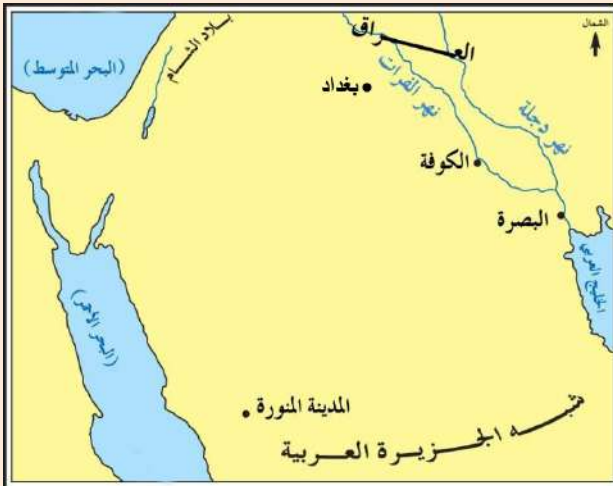 الشمال
بلاد الشام
(البحر المتوسط)
العراق
بغداد
نهر الفرات
نهر دجلة
الكوفة
البصرة
الخليج العربي
(البحر الأحمر)
المدينة المنورة
شبه الجزيرة العربية